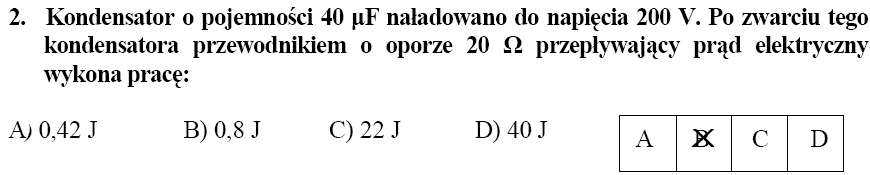 2. Kondensator o pojemności 40 μF naładowano do napięcia 200 V. Po zwarciu tego
kondensatora przewodnikiem o oporze 20 Ω przepływający prąd elektryczny
wykona pracę:
A) 0,42 J B) 0,8 J C) 22 J D) 40 J
A B C D